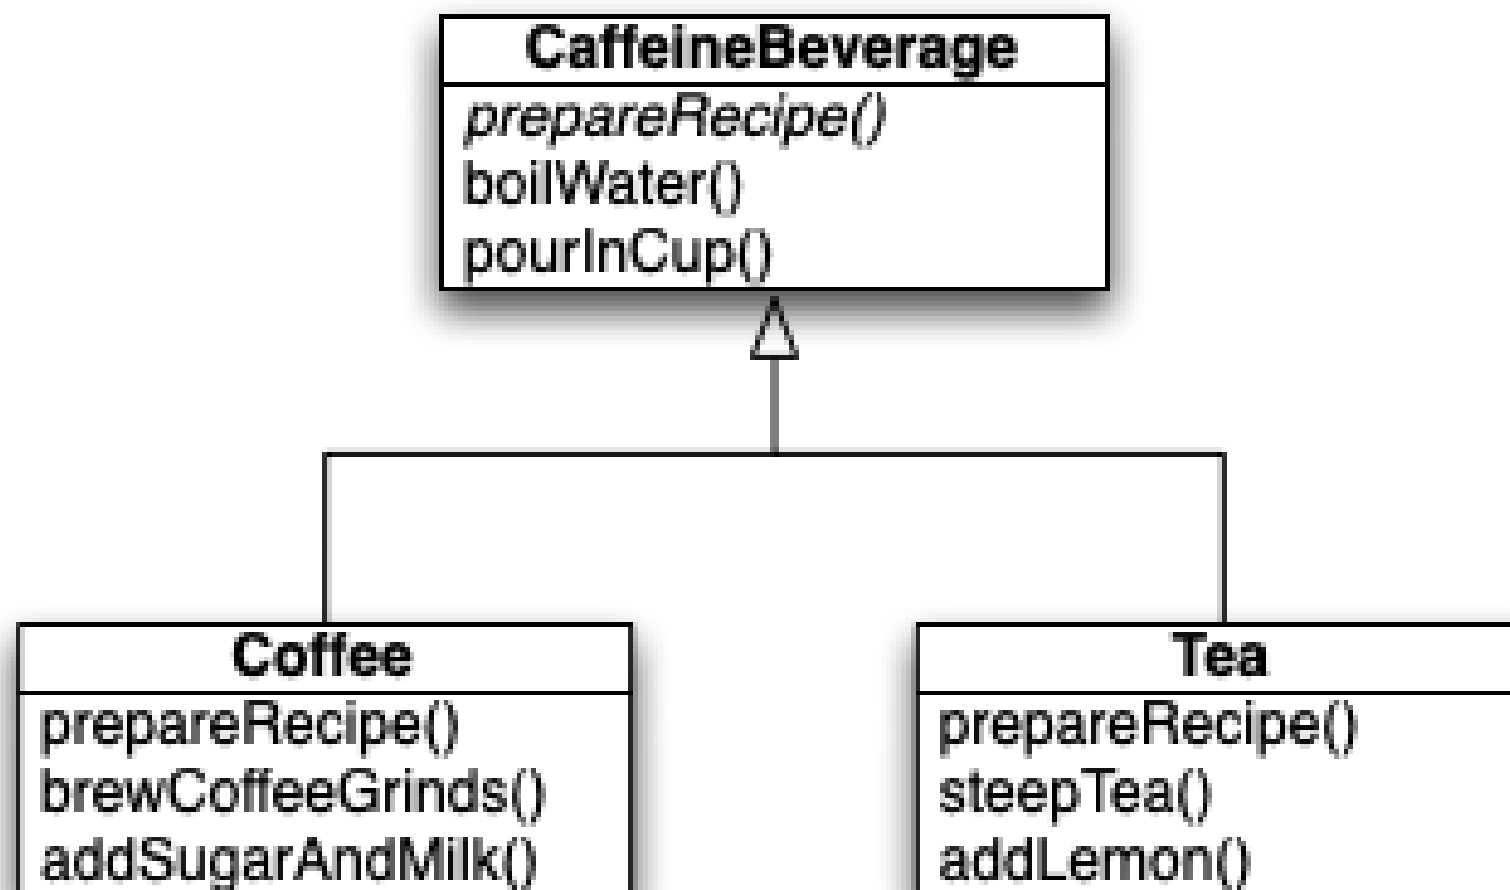 CaffeineBeverage
prepareRecipe()
boilWater()
pourInCup()
Coffee
prepareRecipe()
brewCoffeeGrinds()
addSugarAndMilk()
Tea
prepareRecipe()
steepTea()
addLemon()